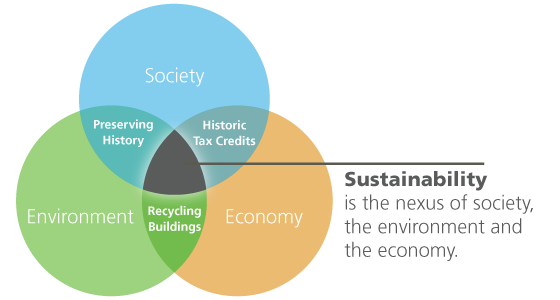 Society
Preserving
History
Historic
Tax Credits
Environment
Recycling
Buildings
Economy
Sustainability
is the nexus of society,
the environment and
the economy.